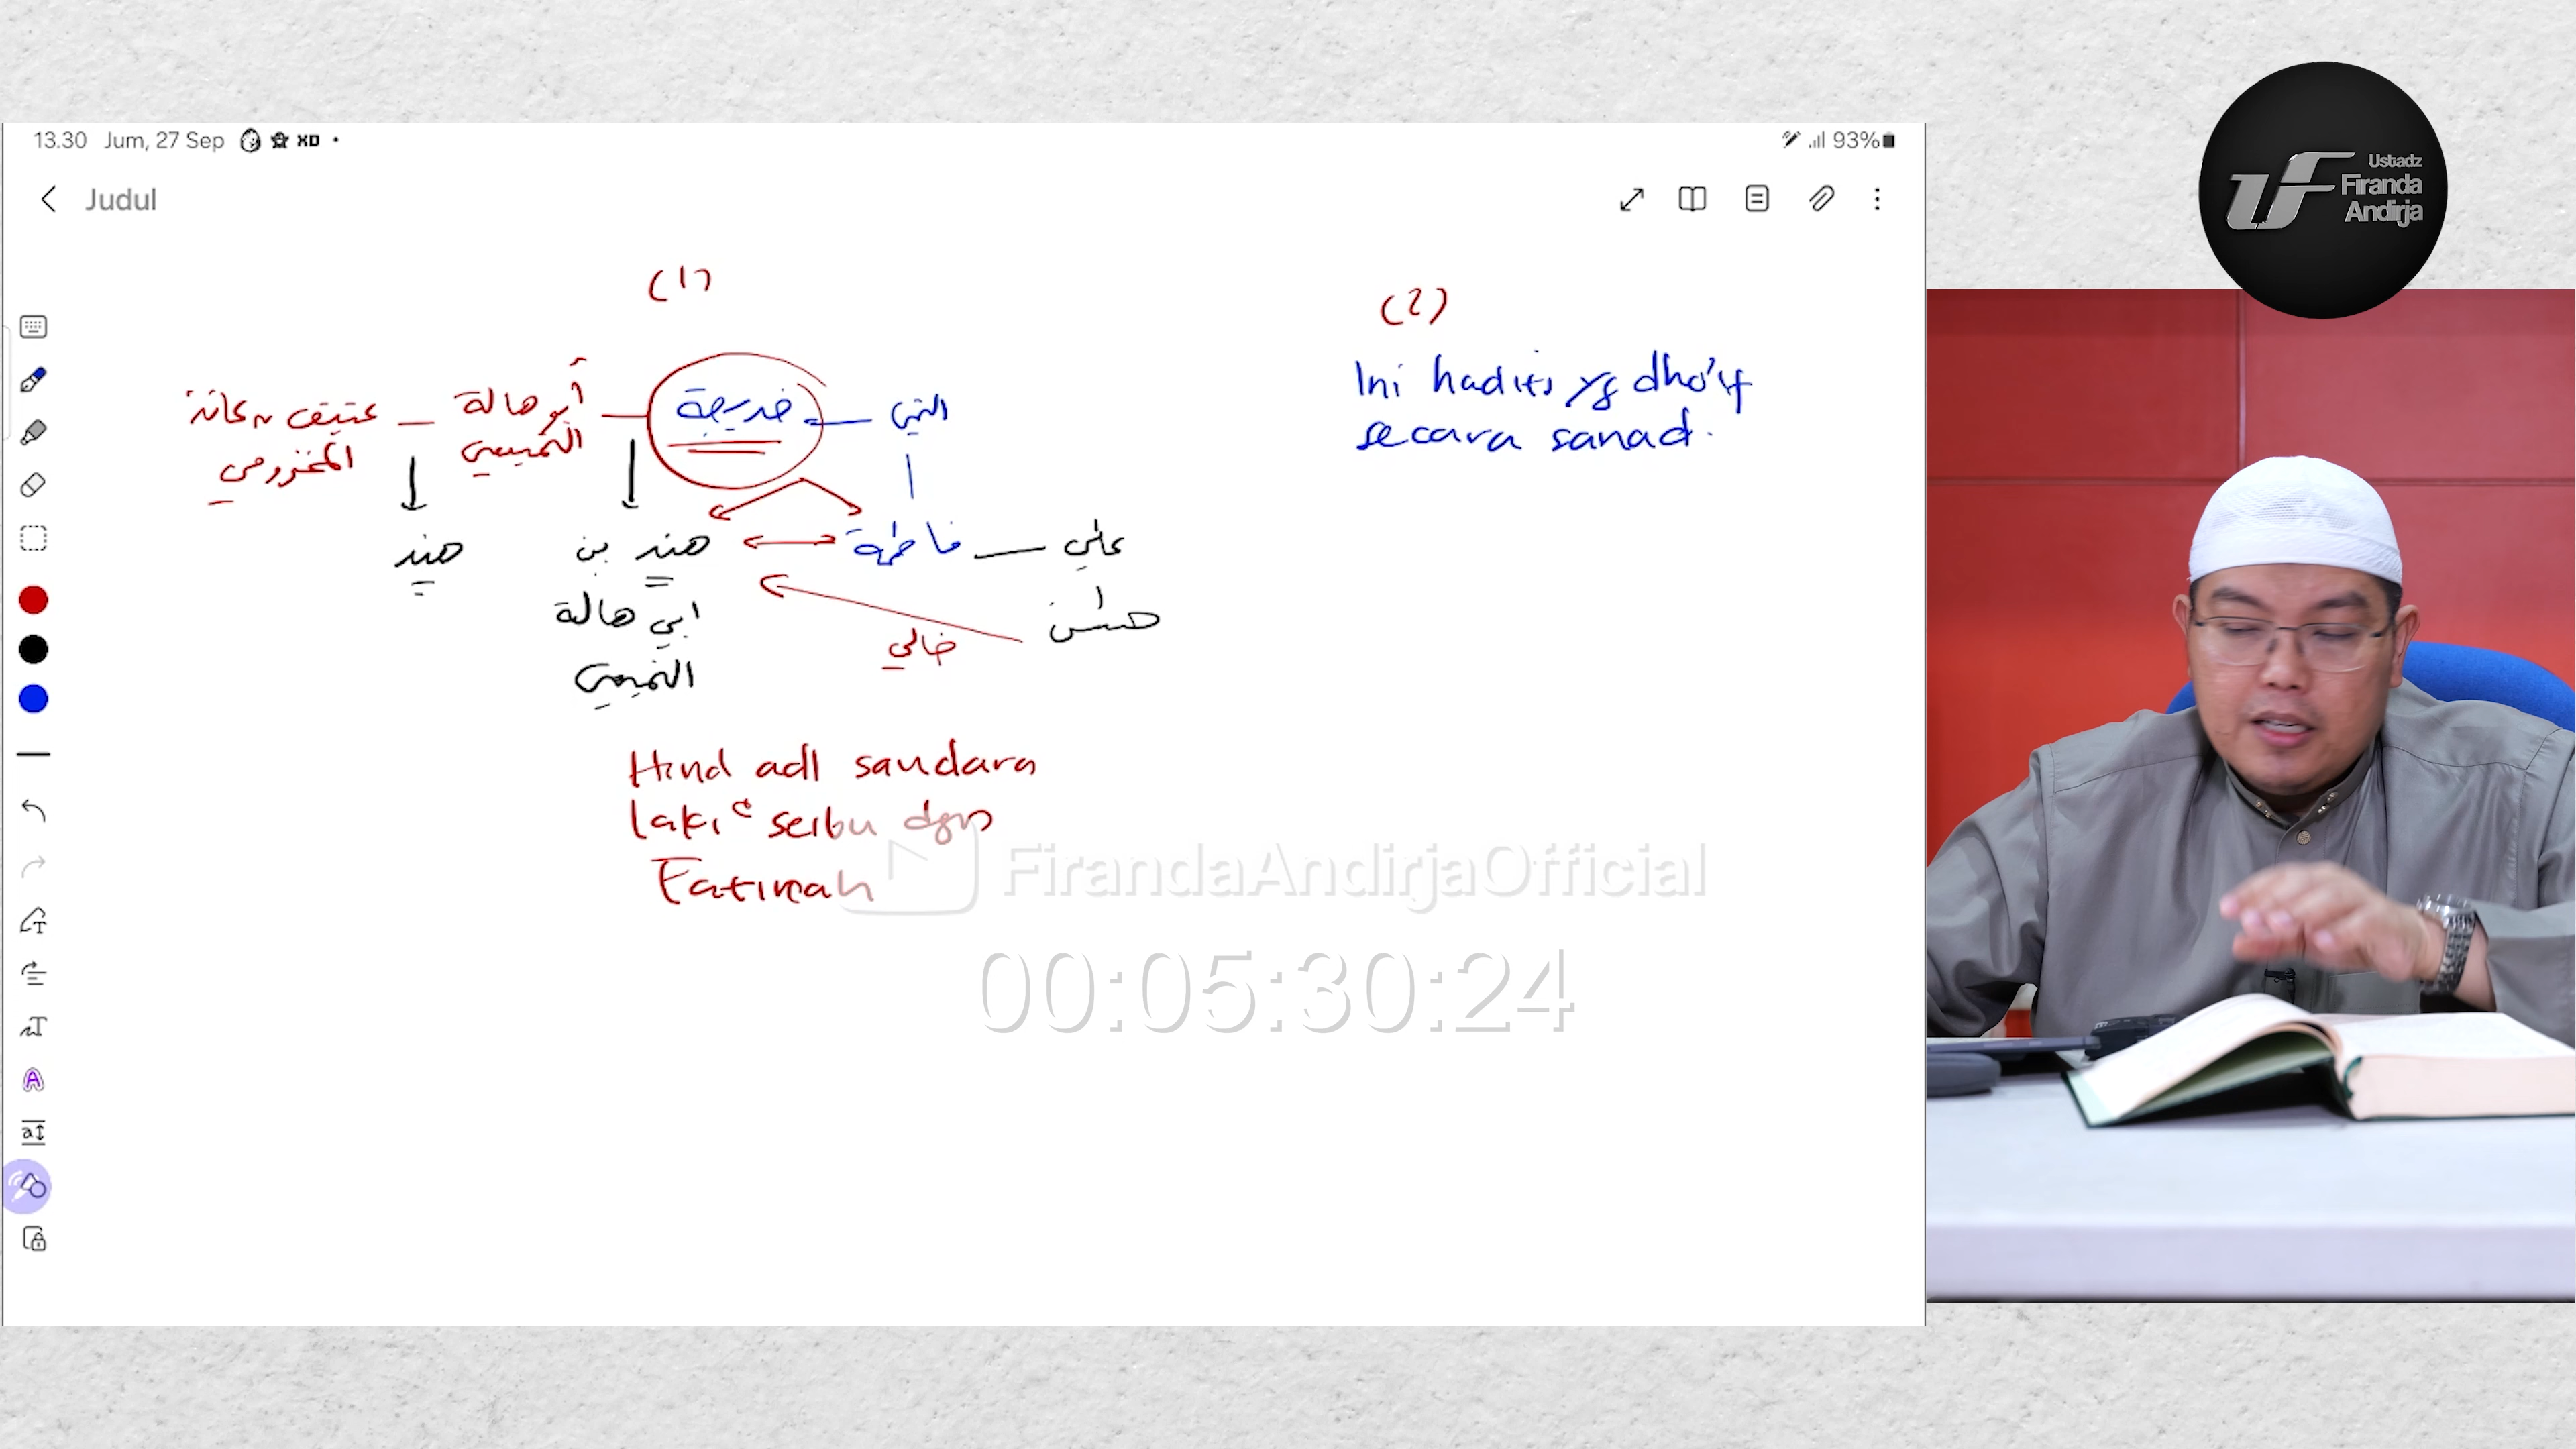 13.30 Jum, 27 Sep XD
93%
Judul
Ustadz
Firanda
Andirja
(1)
(2)
النبي — خديجة — أبو هالة التميمي — عتيق بن عائذ المخزومي
Ini hadits yg dho'if
secara sanad.
علي — فاطمة هند بن هند
حسن
ابي هالة
خالي
التميمي
Hind adl saudara
laki² seibu dgn
Fatimah
FirandaAndirjaOfficial
00:05:30:24